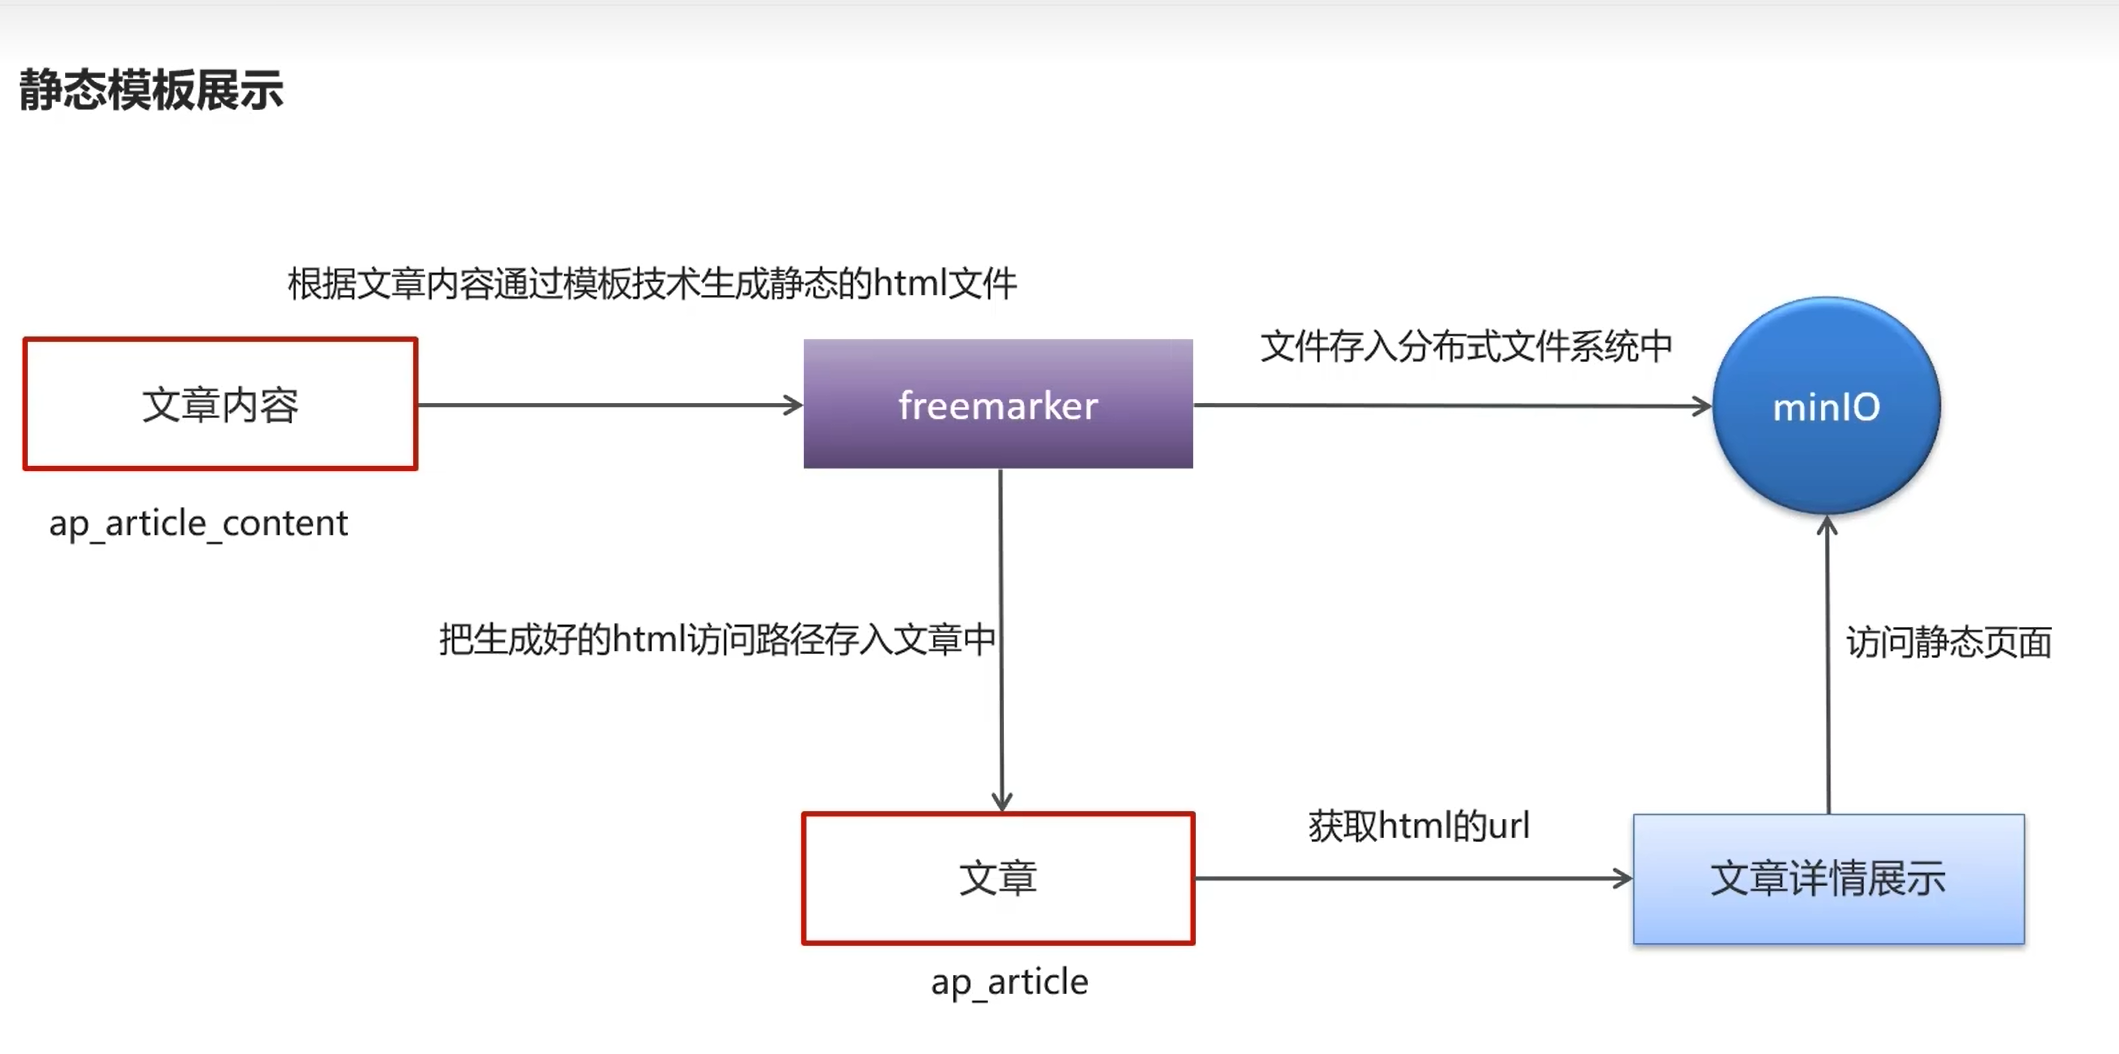 静态模板展示
根据文章内容通过模板技术生成静态的html文件
文件存入分布式文件系统中
文章内容
freemarker
minIO
ap_article_content
把生成好的html访问路径存入文章中
访问静态页面
获取html的url
文章
文章详情展示
ap_article